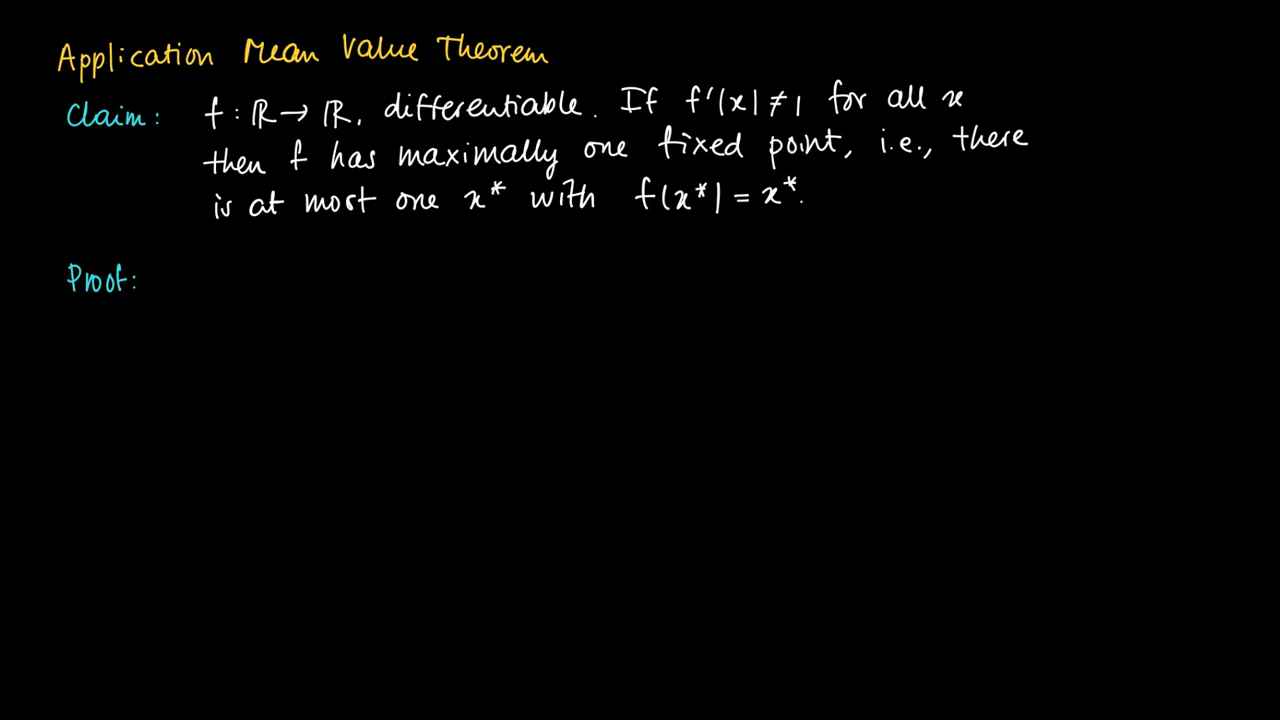 Application Mean Value Theorem
Claim: f : ℝ → ℝ, differentiable. If f'(x) ≠ 1 for all x
then f has maximally one fixed point, i.e., there
is at most one x* with f(x*) = x*.
Proof: